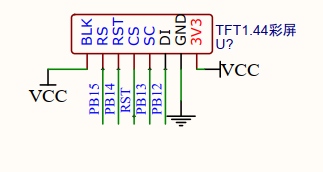 BLK
RS
RST
CS
SC
DI
GND
3V3
TFT1.44彩屏
U?
VCC
PB15
PB14
RST
PB13
PB12
VCC